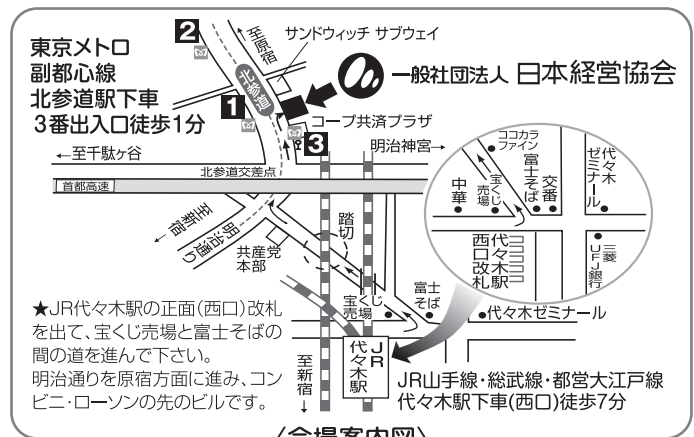 東京メトロ
副都心線
北参道駅下車
3番出入口徒歩1分
2
至原宿
サンドウィッチ サブウェイ
北参道
1
一般社団法人 日本経営協会
コープ共済プラザ
3
←至千駄ヶ谷
明治神宮→
北参道交差点
首都高速
至新宿
明治通り
共産党
本部
踏切
宝くじ
売場
富士
そば
代々木ゼミナール
JR
代々木駅
至新宿
ココカラ
ファイン
中華
宝くじ
売場
富士そば
交番
代々木
ゼミナール
代々木駅
西口改札
三菱
UFJ銀行
★JR代々木駅の正面(西口)改札
を出て、宝くじ売場と富士そばの
間の道を進んで下さい。
明治通りを原宿方面に進み、コン
ビニ・ローソンの先のビルです。
JR山手線・総武線・都営大江戸線
代々木駅下車(西口)徒歩7分
〈会場案内図〉